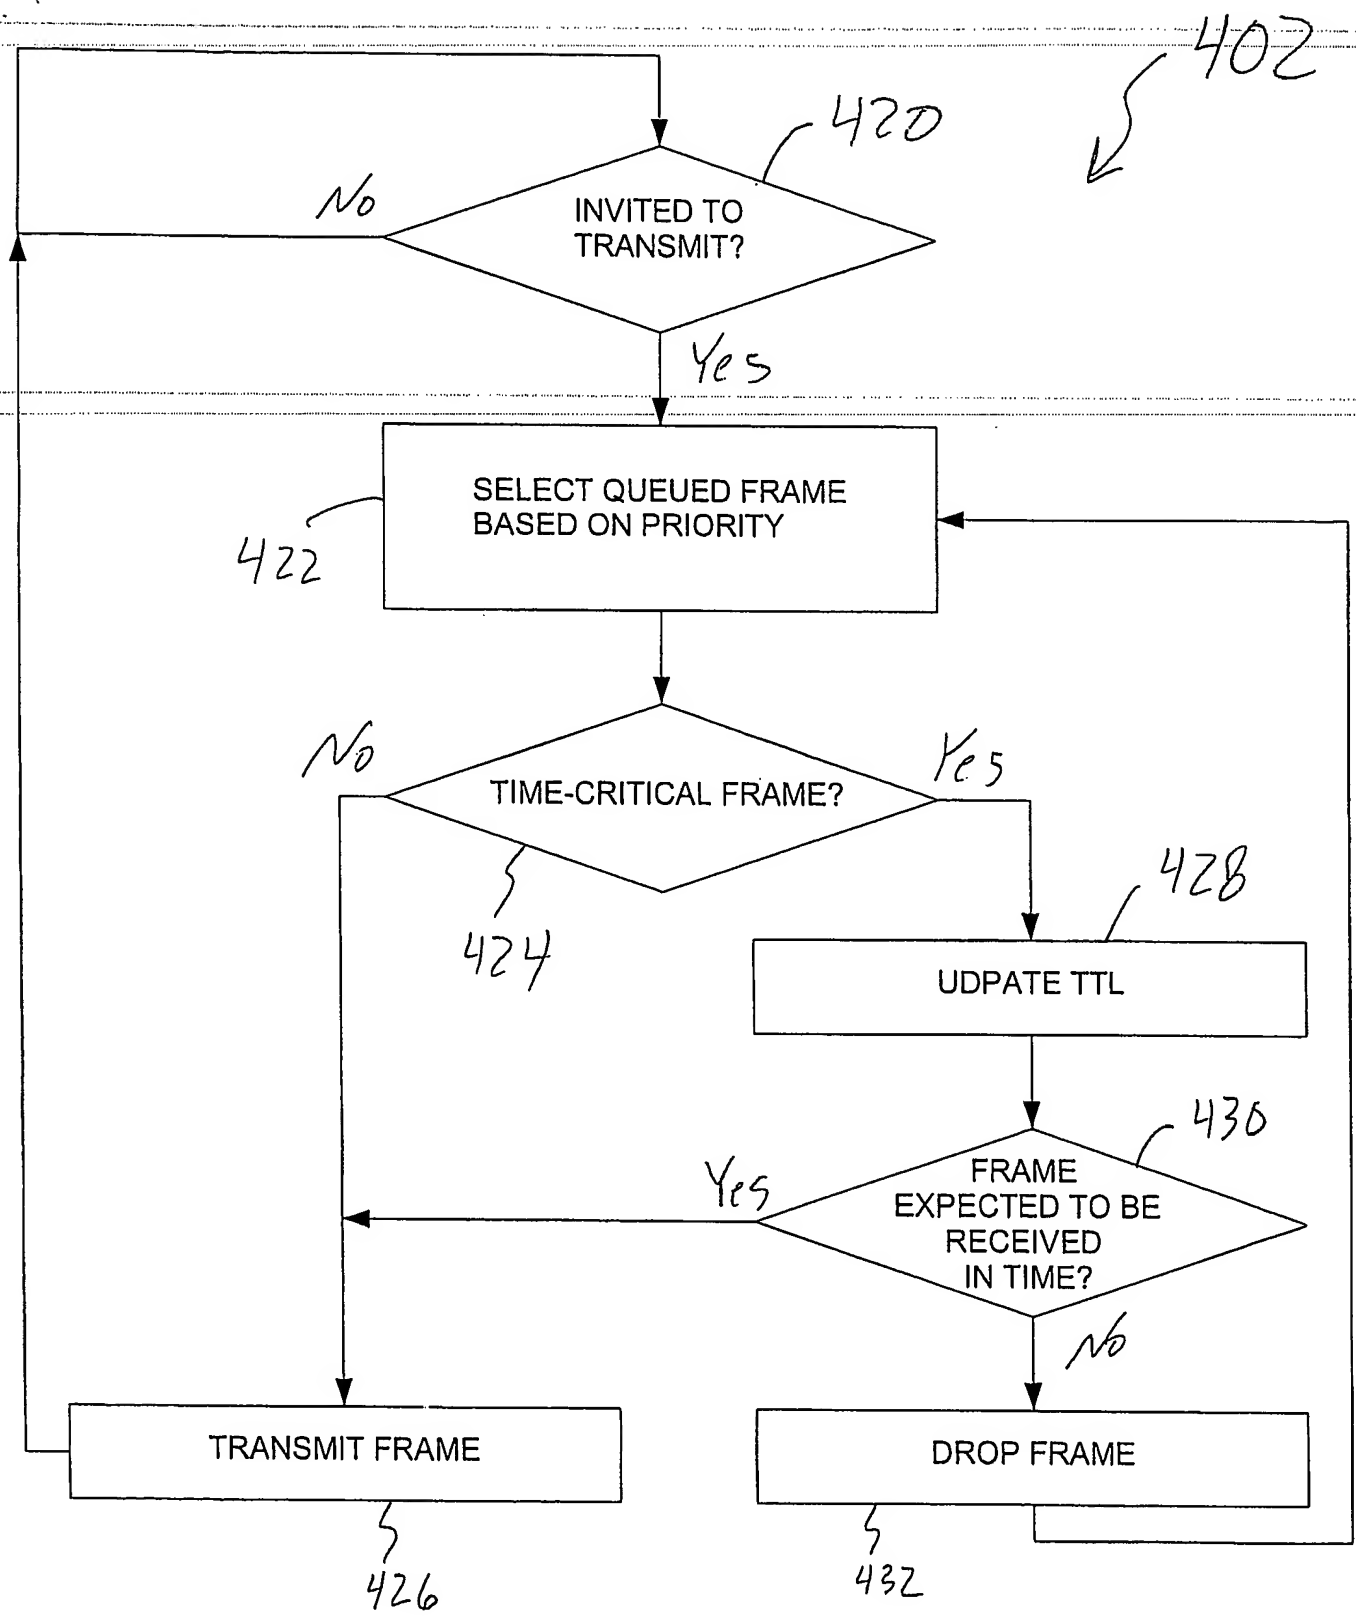 402
420
No
INVITED TO
TRANSMIT?
Yes
SELECT QUEUED FRAME
BASED ON PRIORITY
422
No
Yes
TIME-CRITICAL FRAME?
428
424
UDPATE TTL
430
Yes
FRAME
EXPECTED TO BE
RECEIVED
IN TIME?
No
TRANSMIT FRAME
DROP FRAME
426
432